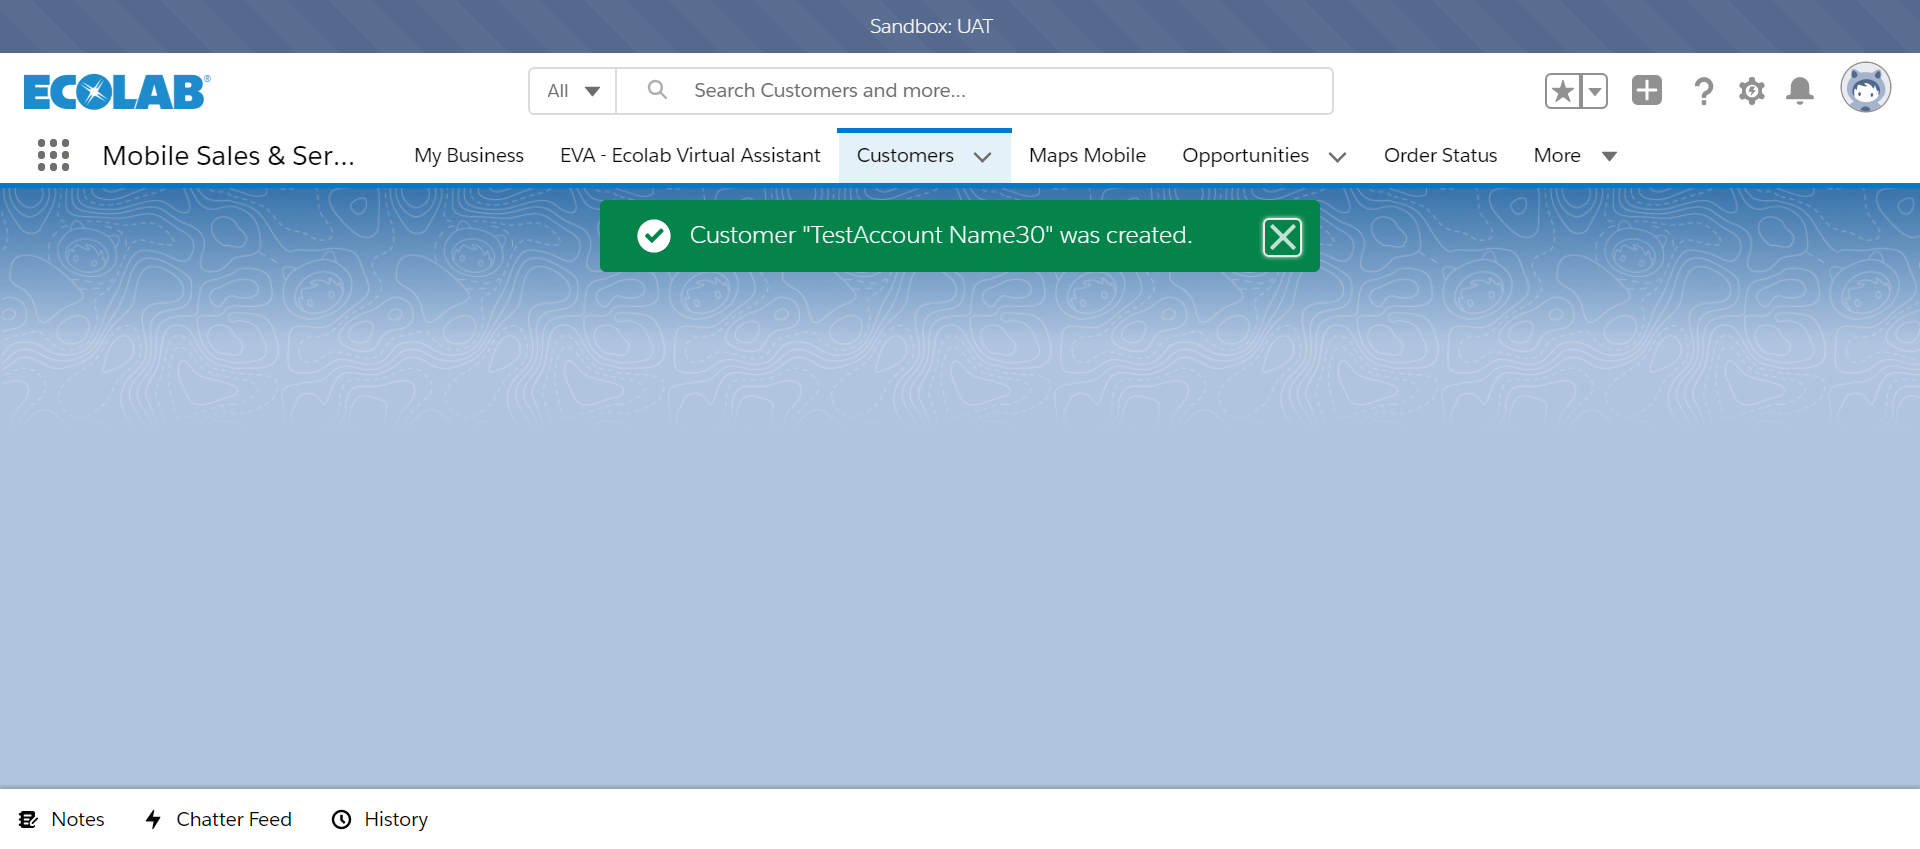 Sandbox: UAT
ECOLAB®
All
Search Customers and more...
Mobile Sales & Ser...
My Business
EVA - Ecolab Virtual Assistant
Customers
Maps Mobile
Opportunities
Order Status
More
Customer "TestAccount Name30" was created.
Notes
Chatter Feed
History